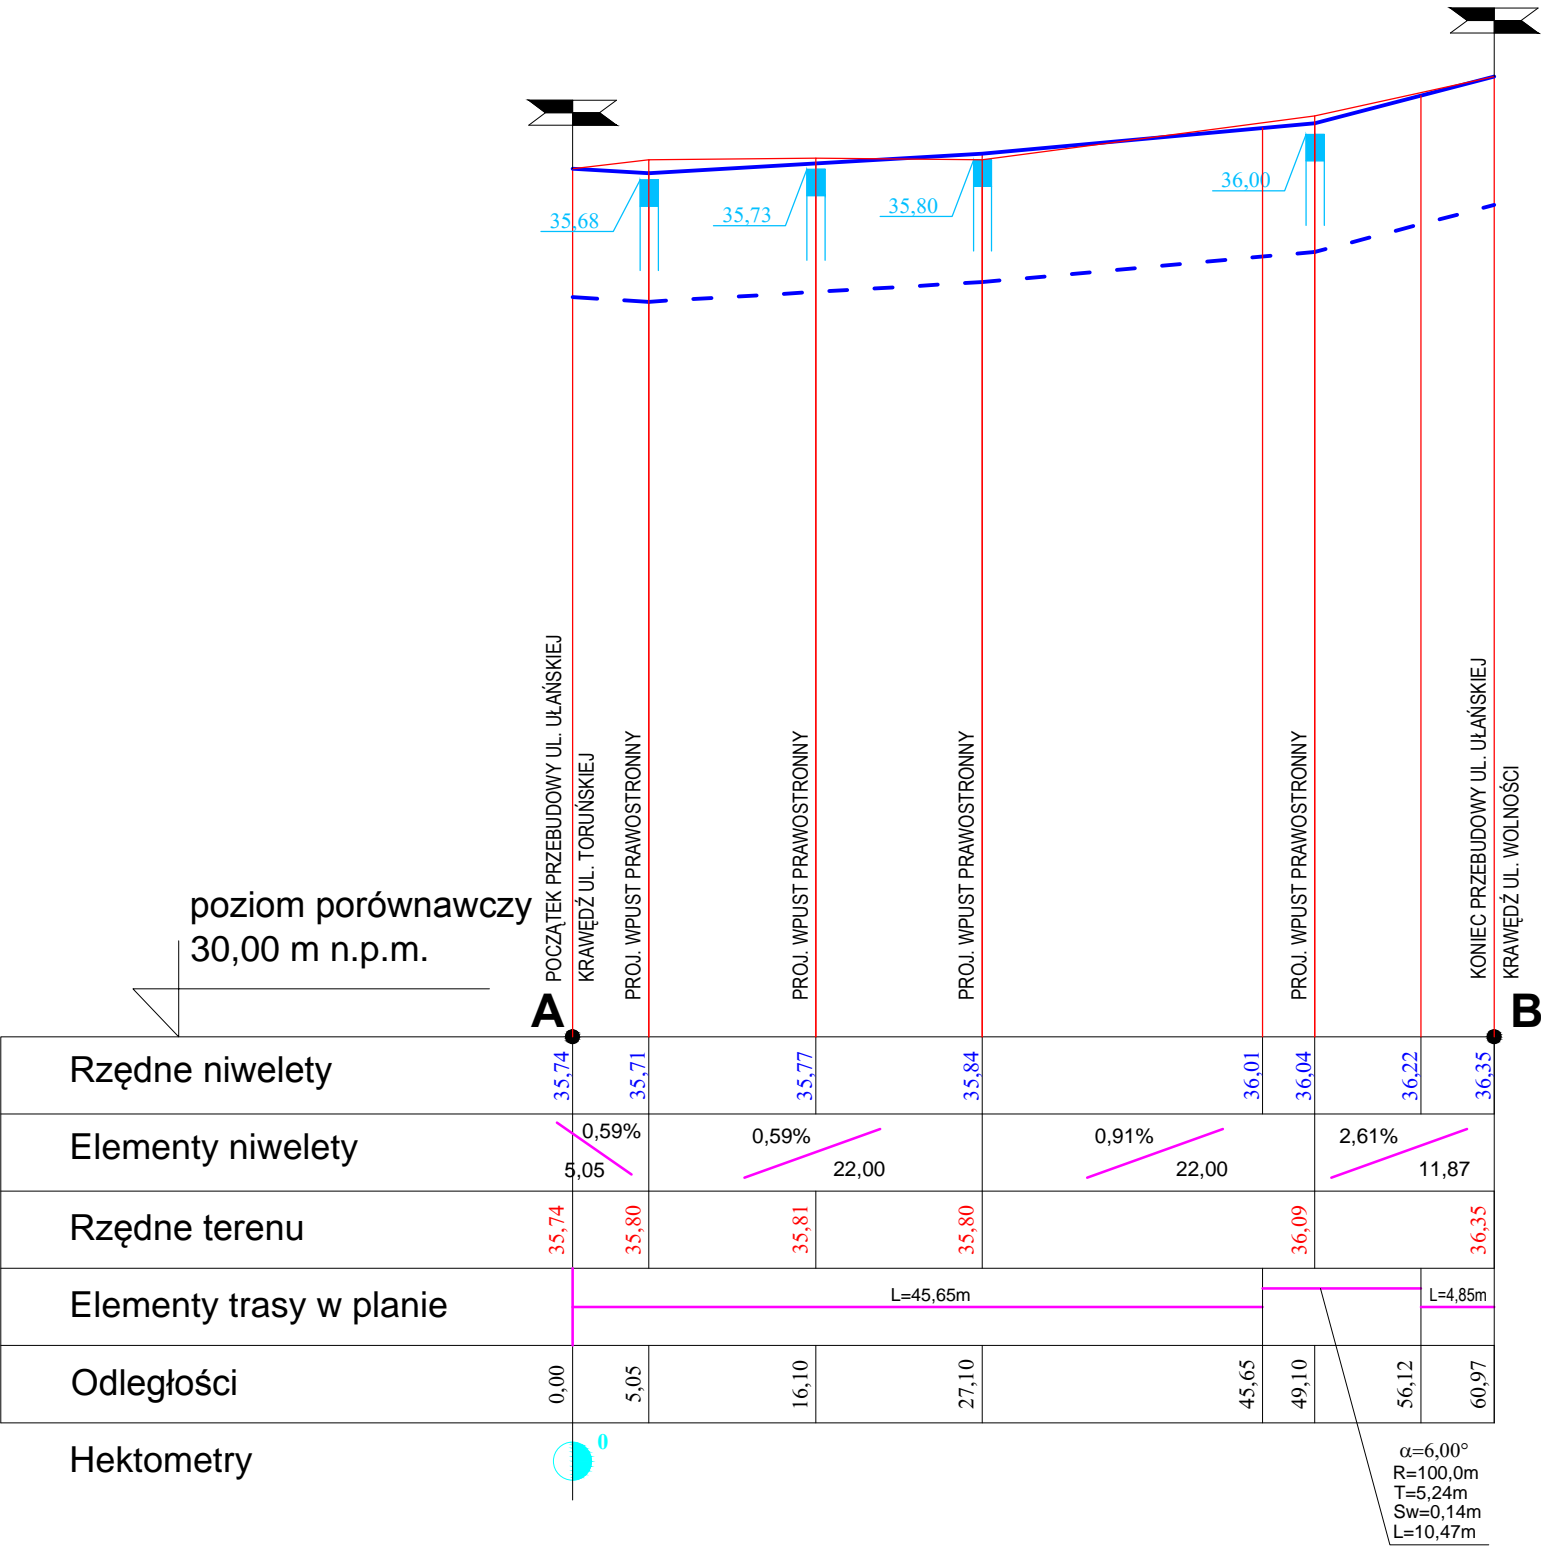 35,68
35,73
35,80
36,00
POCZĄTEK PRZEBUDOWY UL. UŁAŃSKIEJ
KRAWĘDŹ UL. TORUŃSKIEJ
PROJ. WPUST PRAWOSTRONNY
PROJ. WPUST PRAWOSTRONNY
PROJ. WPUST PRAWOSTRONNY
PROJ. WPUST PRAWOSTRONNY
KONIEC PRZEBUDOWY UL. UŁAŃSKIEJ
KRAWĘDŹ UL. WOLNOŚCI
poziom porównawczy
30,00 m n.p.m.
A
B
Rzędne niwelety
35,74
35,71
35,77
35,84
36,01
36,04
36,22
36,35
Elementy niwelety
0,59%
5,05
0,59%
22,00
0,91%
22,00
2,61%
11,87
Rzędne terenu
35,74
35,80
35,81
35,80
36,09
36,35
Elementy trasy w planie
L=45,65m
L=4,85m
Odległości
0,00
5,05
16,10
27,10
45,65
49,10
56,12
60,97
Hektometry
0
α=6,00°
R=100,0m
T=5,24m
Sw=0,14m
L=10,47m